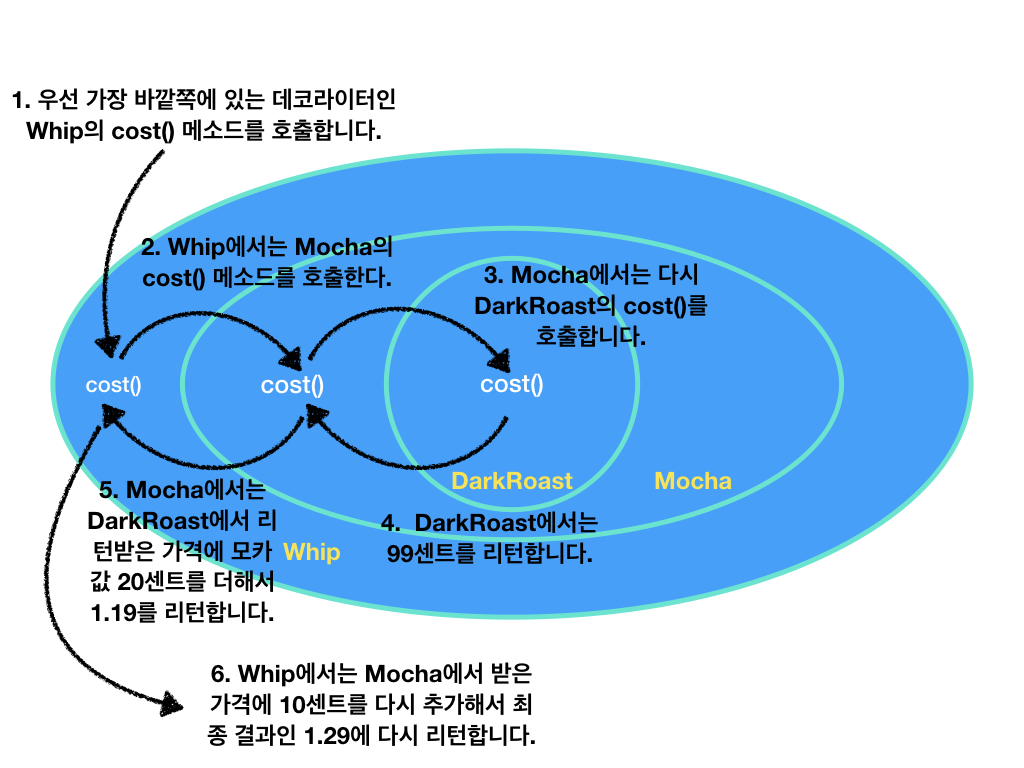 1. 우선 가장 바깥쪽에 있는 데코라이터인
Whip의 cost() 메소드를 호출합니다.
2. Whip에서는 Mocha의
cost() 메소드를 호출한다.
3. Mocha에서는 다시
DarkRoast의 cost()를
호출합니다.
cost()
cost()
cost()
DarkRoast
Mocha
4. DarkRoast에서는
99센트를 리턴합니다.
5. Mocha에서는
DarkRoast에서 리
턴받은 가격에 모카
값 20센트를 더해서
1.19를 리턴합니다.
Whip
6. Whip에서는 Mocha에서 받은
가격에 10센트를 다시 추가해서 최
종 결과인 1.29에 다시 리턴합니다.